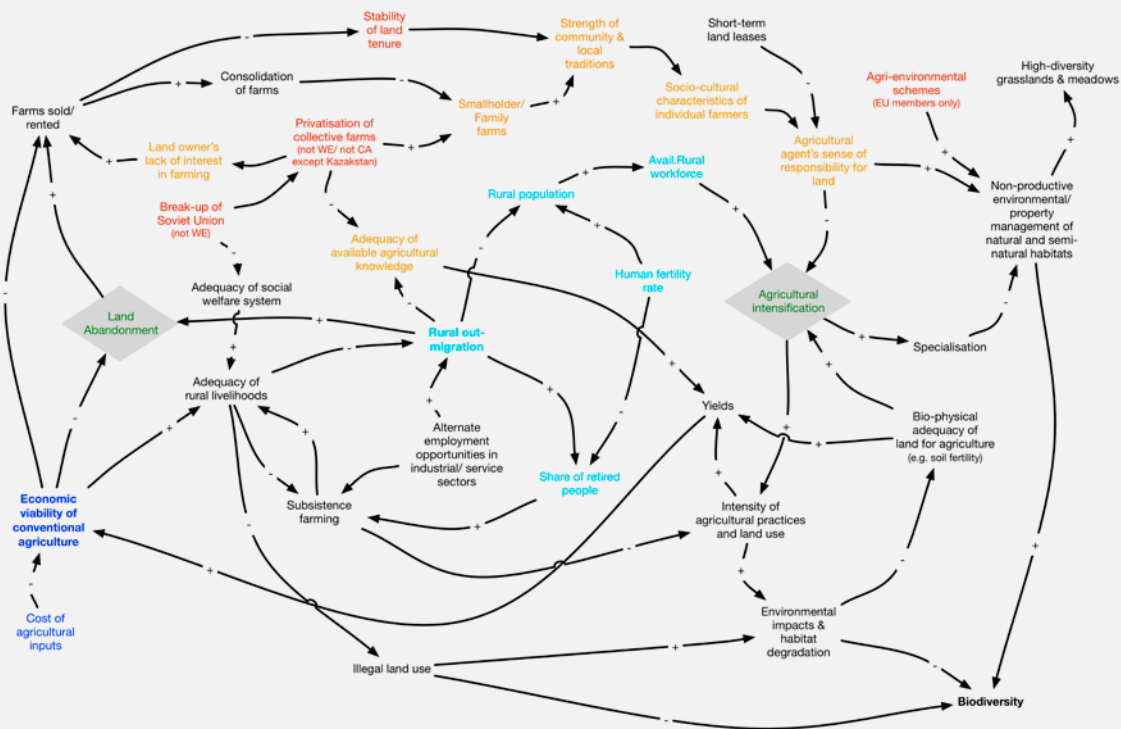 Stability
of land
tenure
Strength of
community &
local
traditions
Short-term
land leases
High-diversity
grasslands & meadows
Consolidation
of farms
Agri-environmental
schemes
(EU members only)
Farms sold/
rented
Smallholder/
Family
farms
Socio-cultural
characteristics of
individual farmers
Privatisation of
collective farms
(not WE/ not CA
except Kazakstan)
Land owner's
lack of interest
in farming
Agricultural
agent's sense of
responsibility for
land
Avail.Rural
workforce
Rural population
Non-productive
environmental/
property
management of
natural and semi-
natural habitats
Break-up of
Soviet Union
(not WE)
Adequacy of
available agricultural
knowledge
Human fertility
rate
Adequacy of social
welfare system
Agricultural
intensification
Land
Abandonment
Rural out-
migration
Specialisation
Adequacy of
rural livelihoods
Yields
Bio-physical
adequacy of
land for agriculture
(e.g. soil fertility)
Alternate
employment
opportunities in
industrial/ service
sectors
Share of retired
people
Economic
viability of
conventional
agriculture
Subsistence
farming
Intensity of
agricultural practices
and land use
Cost of
agricultural
inputs
Environmental
impacts &
habitat
degradation
Illegal land use
Biodiversity